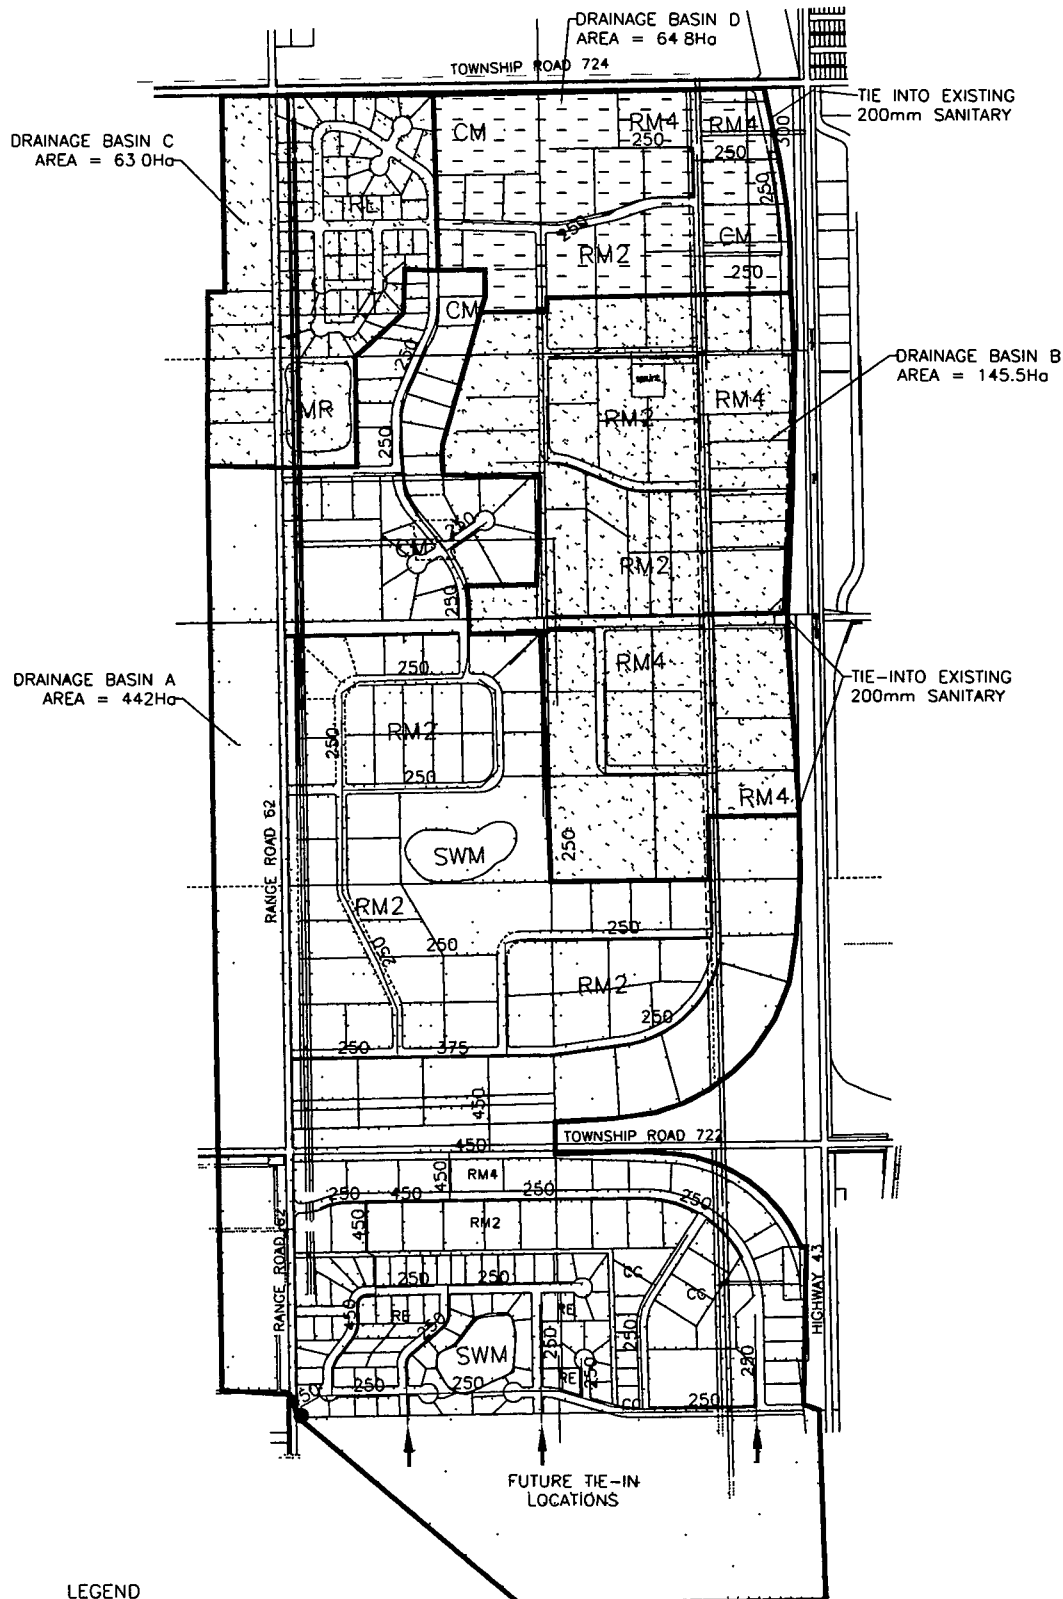 DRAINAGE BASIN D
AREA = 64.8Ha
TOWNSHIP ROAD 724
TIE INTO EXISTING
200mm SANITARY
DRAINAGE BASIN C
AREA = 63.0Ha
CM
RM4
250
RM4
250
300
250
RE
250
RM2
CM
250
CM
250
DRAINAGE BASIN B
AREA = 145.5Ha
MR
RM2
RM4
250
250
CM
RM2
250
250
RM4
TIE-INTO EXISTING
200mm SANITARY
DRAINAGE BASIN A
AREA = 442Ha
RM2
250
250
RM4
RANGE ROAD 62
SWM
250
RM2
250
250
250
RM2
250
250
375
450
TOWNSHIP ROAD 722
450
450
RM4
250
450
250
250
450
RM2
RANGE ROAD 62
HIGHWAY 43
250
250
CC
CC
450
RE
250
RE
SWM
250
250
250
RE
250
250
250
CC
250
FUTURE TIE-IN
LOCATIONS
LEGEND